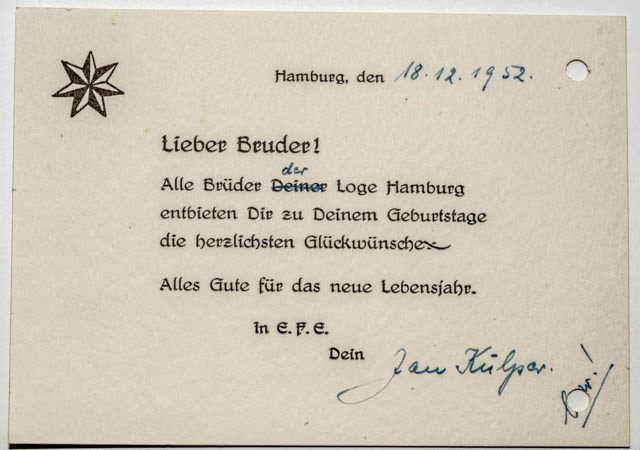 Hamburg, den 18.12.1952.
Lieber Bruder!
der
Alle Brüder Deiner Loge Hamburg
entbieten Dir zu Deinem Geburtstage
die herzlichsten Glückwünsche
Alles Gute für das neue Lebensjahr.
In E. F. E.
Dein Jan Külper.